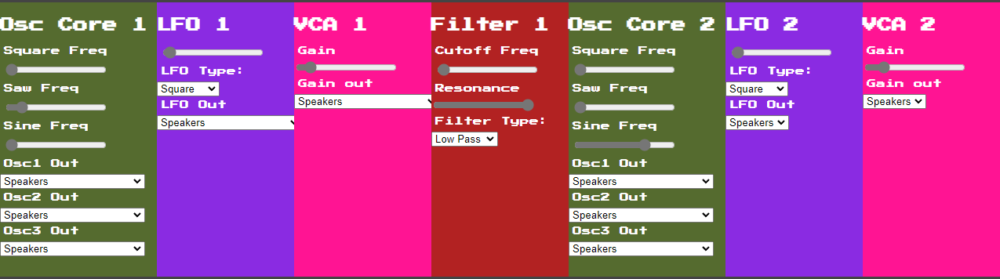 Osc Core 1
Square Freq
Saw Freq
Sine Freq
Osc1 Out
Speakers
Osc2 Out
Speakers
Osc3 Out
Speakers
LFO 1
LFO Type:
Square
LFO Out
Speakers
VCA 1
Gain
Gain out
Speakers
Filter 1
Cutoff Freq
Resonance
Filter Type:
Low Pass
Osc Core 2
Square Freq
Saw Freq
Sine Freq
Osc1 Out
Speakers
Osc2 Out
Speakers
Osc3 Out
Speakers
LFO 2
LFO Type:
Square
LFO Out
Speakers
VCA 2
Gain
Gain out
Speakers